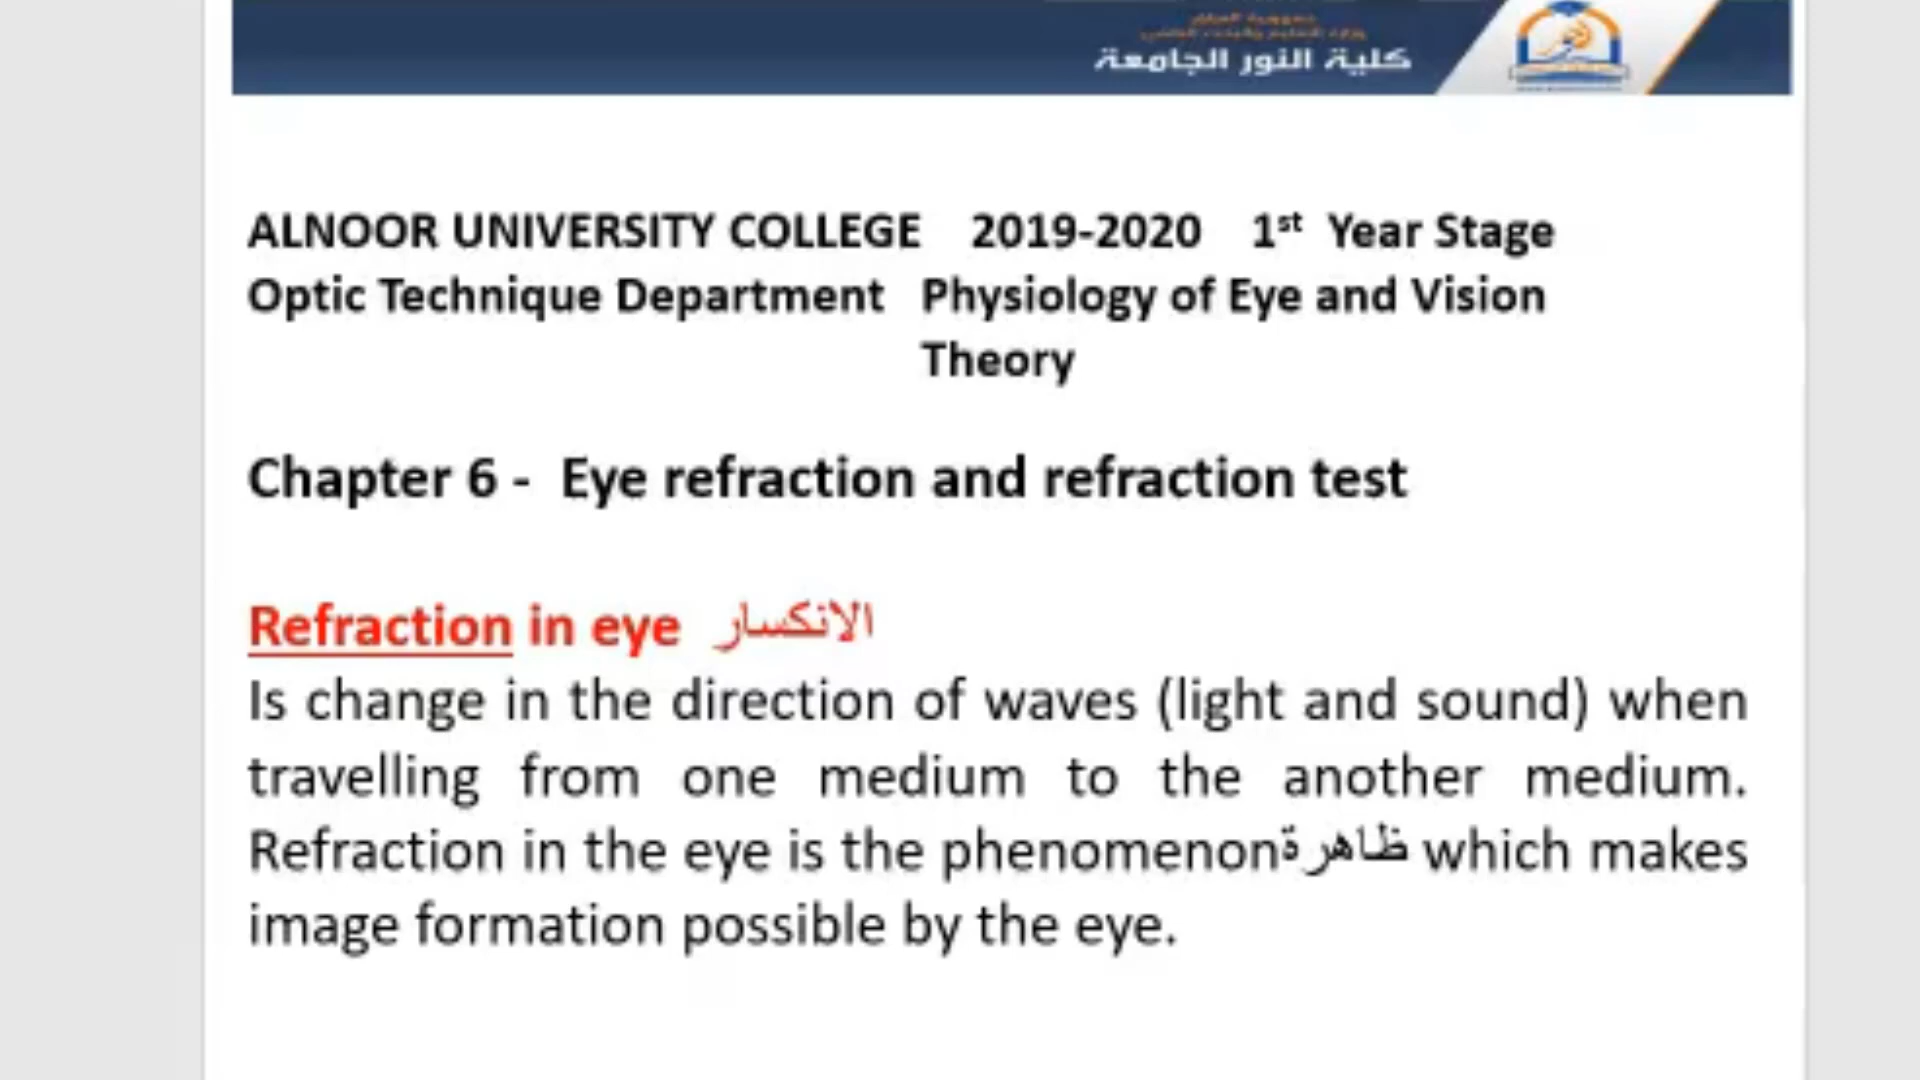 كلية النور الجامعة
ALNOOR UNIVERSITY COLLEGE 2019-2020 1st Year Stage
Optic Technique Department Physiology of Eye and Vision
Theory
Chapter 6 - Eye refraction and refraction test
Refraction in eye الانكسار
Is change in the direction of waves (light and sound) when
travelling from one medium to the another medium.
Refraction in the eye is the phenomenonظاهرة which makes
image formation possible by the eye.